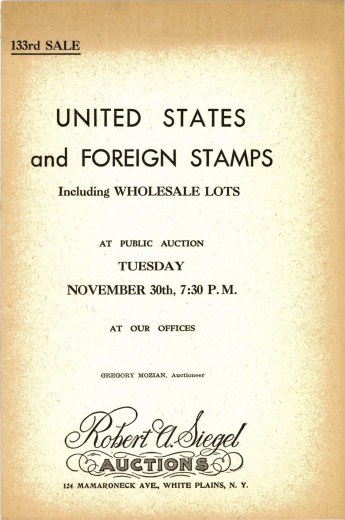 133rd SALE
UNITED STATES
and FOREIGN STAMPS
Including WHOLESALE LOTS
AT PUBLIC AUCTION
TUESDAY
NOVEMBER 30th, 7:30 P.M.
AT OUR OFFICES
GREGORY MOZIAN, Auctioneer
Robert A. Siegel
AUCTIONS
124 MAMARONECK AVE., WHITE PLAINS, N. Y.